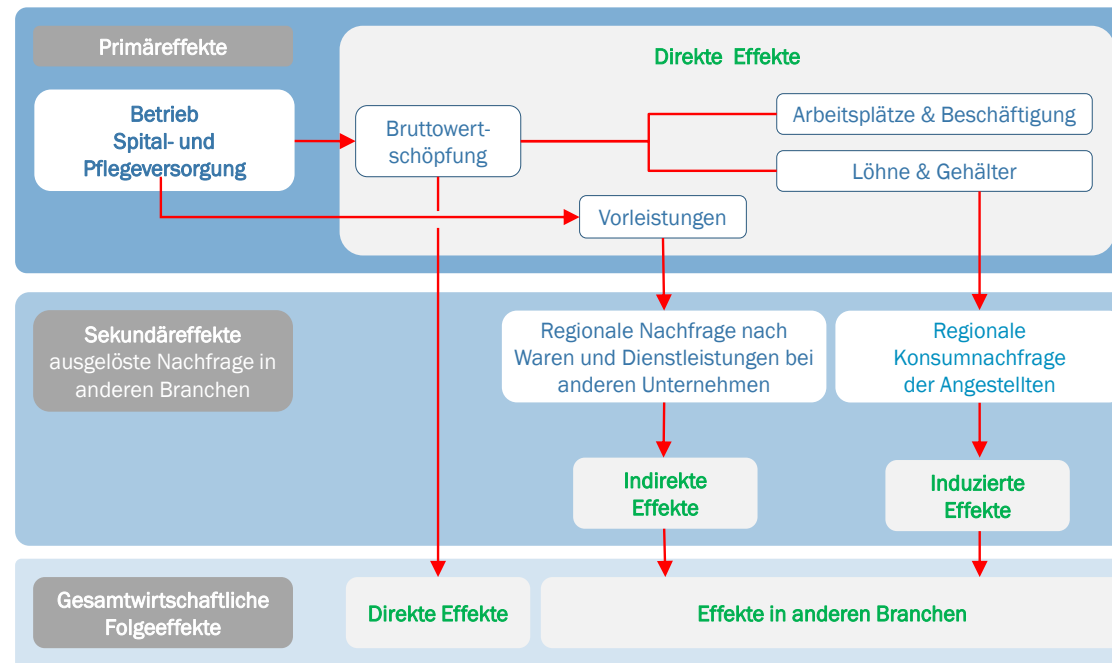 Primäreffekte
Direkte Effekte
Betrieb
Spital- und
Pflegeversorgung
Bruttowert-
schöpfung
Arbeitsplätze & Beschäftigung
Löhne & Gehälter
Vorleistungen
Sekundäreffekte
ausgelöste Nachfrage in
anderen Branchen
Regionale Nachfrage nach
Waren und Dienstleistungen bei
anderen Unternehmen
Regionale
Konsumnachfrage
der Angestellten
Indirekte
Effekte
Induzierte
Effekte
Gesamtwirtschaftliche
Folgeeffekte
Direkte Effekte
Effekte in anderen Branchen